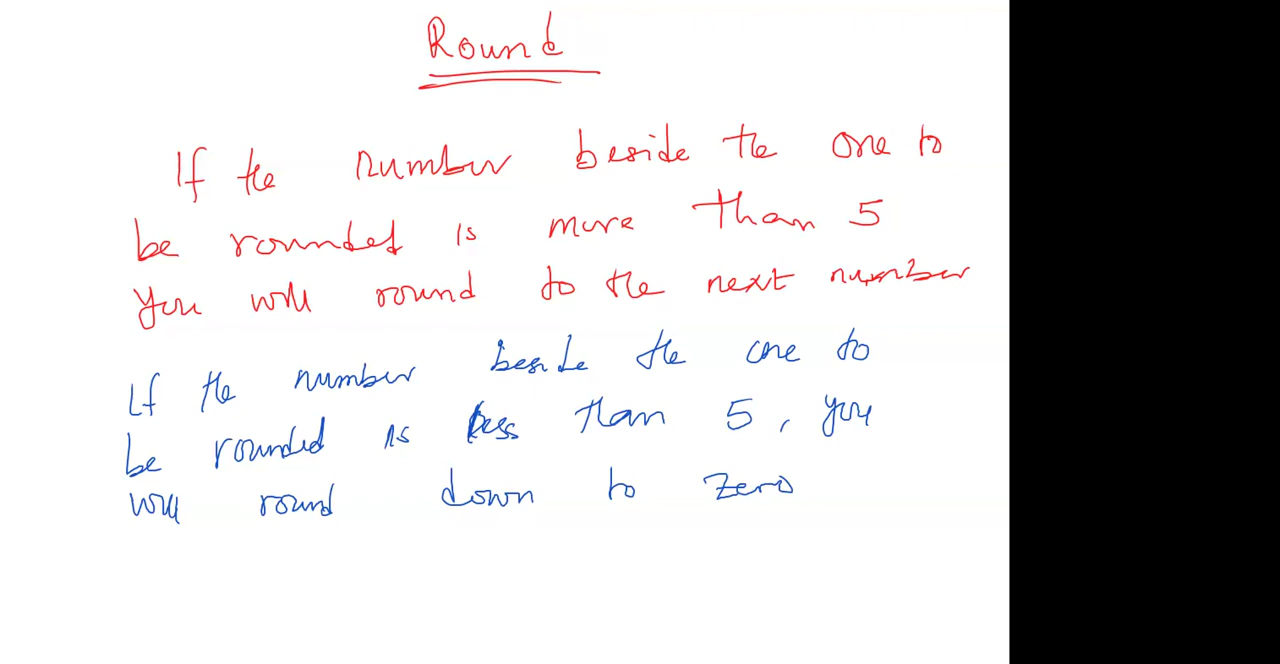 Round
If the number beside the one to
be rounded is more than 5
you will round to the next number
If the number beside the one to
be rounded is less than 5, you
will round down to zero